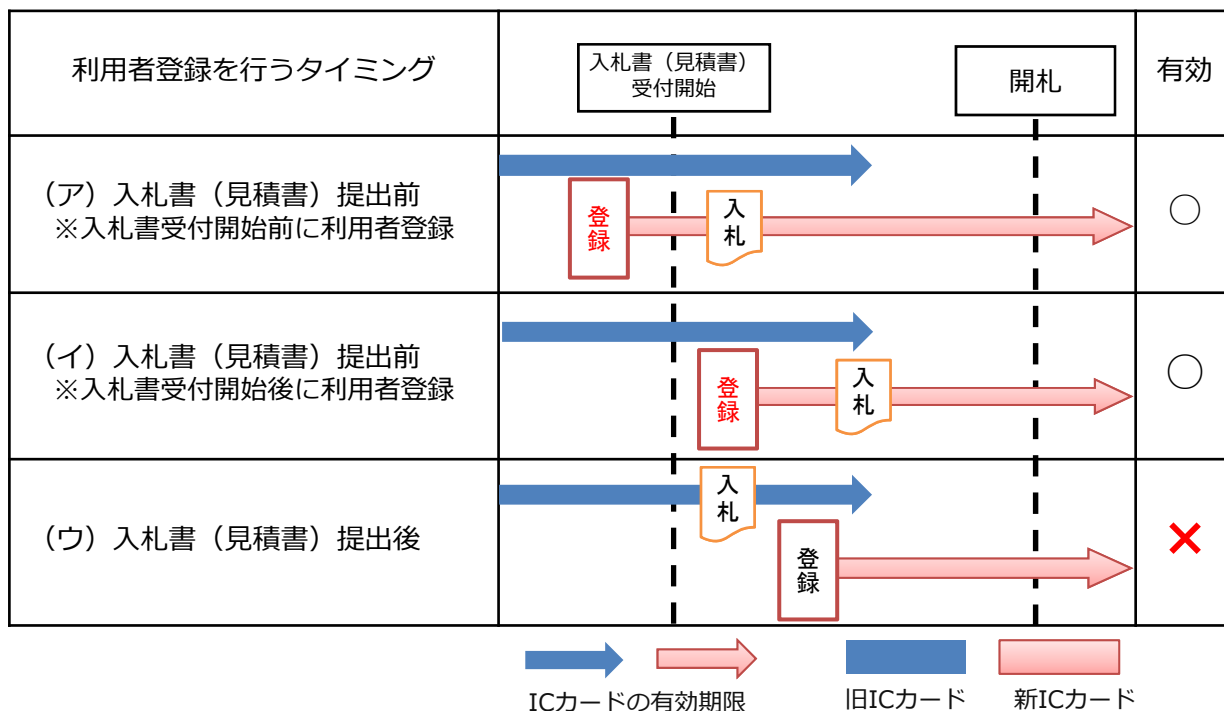 利用者登録を行うタイミング
入札書（見積書）
受付開始
開札
有効
（ア）入札書（見積書）提出前
※入札書受付開始前に利用者登録
登録
入札
○
（イ）入札書（見積書）提出前
※入札書受付開始後に利用者登録
登録
入札
○
（ウ）入札書（見積書）提出後
入札
登録
×
ICカードの有効期限
旧ICカード
新ICカード